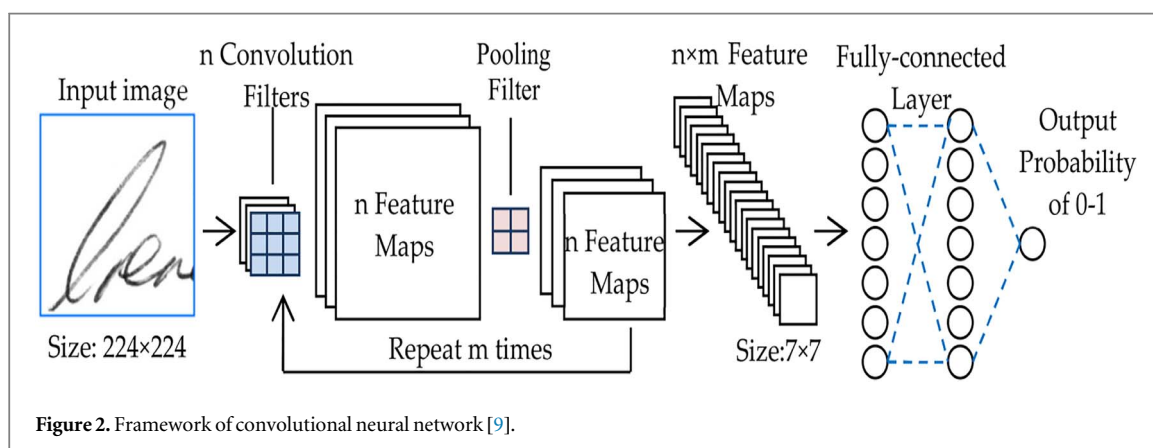 Input image
n Convolution
Filters
Pooling
Filter
n×m Feature
Maps
Fully-connected
Layer
Output
Probability
of 0-1
n Feature
Maps
n Feature
Maps
Size: 224×224
Repeat m times
Size:7×7
Figure 2. Framework of convolutional neural network [9].